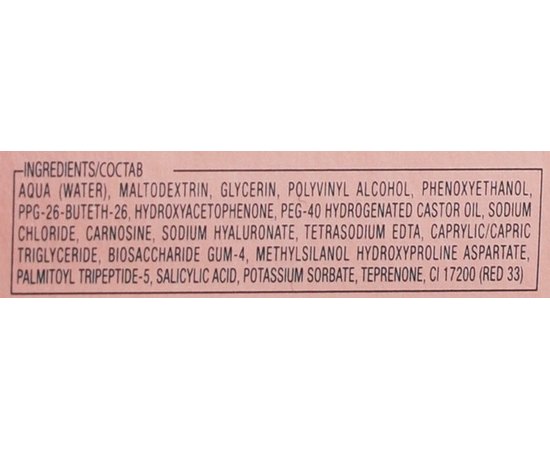 INGREDIENTS/СОСТАВ
AQUA (WATER), MALTODEXTRIN, GLYCERIN, POLYVINYL ALCOHOL, PHENOXYETHANOL,
PPG-26-BUTETH-26, HYDROXYACETOPHENONE, PEG-40 HYDROGENATED CASTOR OIL, SODIUM
CHLORIDE, CARNOSINE, SODIUM HYALURONATE, TETRASODIUM EDTA, CAPRYLIC/CAPRIC
TRIGLYCERIDE, BIOSACCHARIDE GUM-4, METHYLSILANOL HYDROXYPROLINE ASPARTATE,
PALMITOYL TRIPEPTIDE-5, SALICYLIC ACID, POTASSIUM SORBATE, TEPRENONE, CI 17200 (RED 33)